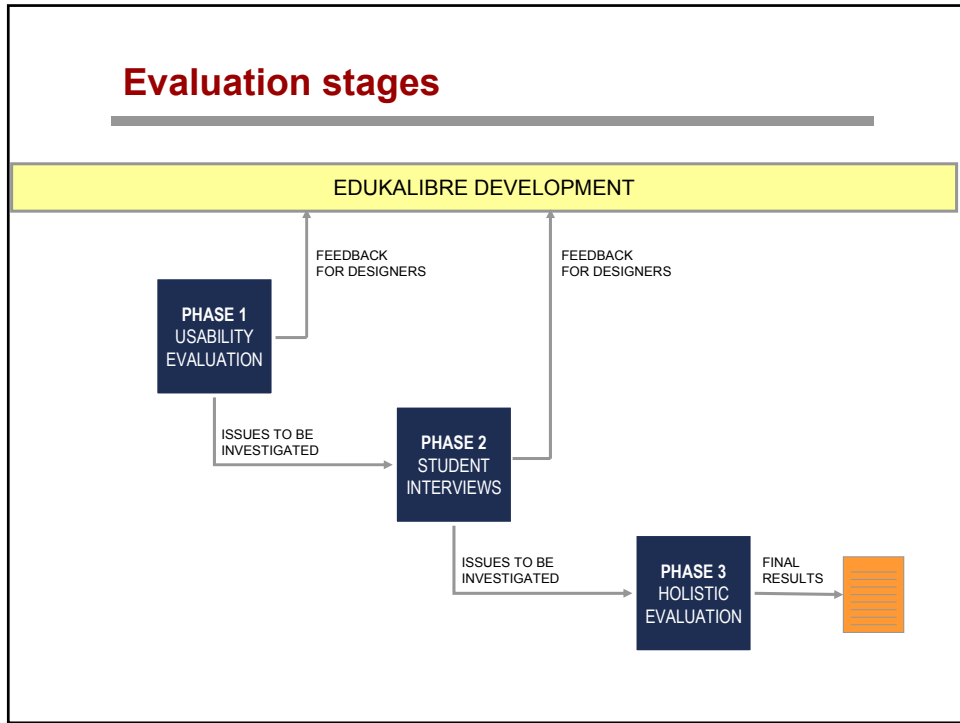 Evaluation stages
EDUKALIBRE DEVELOPMENT
FEEDBACK
FOR DESIGNERS
FEEDBACK
FOR DESIGNERS
PHASE 1
USABILITY
EVALUATION
ISSUES TO BE
INVESTIGATED
PHASE 2
STUDENT
INTERVIEWS
ISSUES TO BE
INVESTIGATED
PHASE 3
HOLISTIC
EVALUATION
FINAL
RESULTS